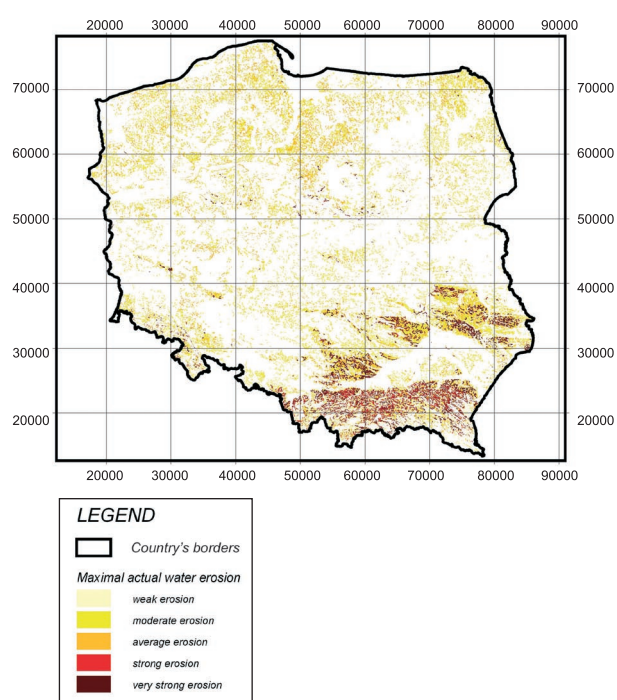 20000 30000 40000 50000 60000 70000 80000 90000
70000 70000
60000 60000
50000 50000
40000 40000
30000 30000
20000 20000
20000 30000 40000 50000 60000 70000 80000 90000
LEGEND
Country's borders
Maximal actual water erosion
weak erosion
moderate erosion
average erosion
strong erosion
very strong erosion